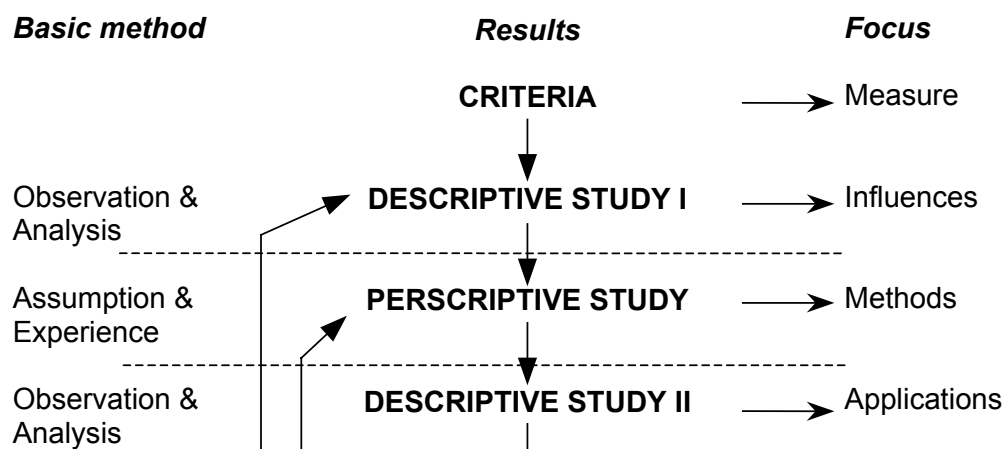 Basic method Results Focus
CRITERIA Measure
Observation & DESCRIPTIVE STUDY I Influences
Analysis
Assumption & PERSCRIPTIVE STUDY Methods
Experience
Observation & DESCRIPTIVE STUDY II Applications
Analysis